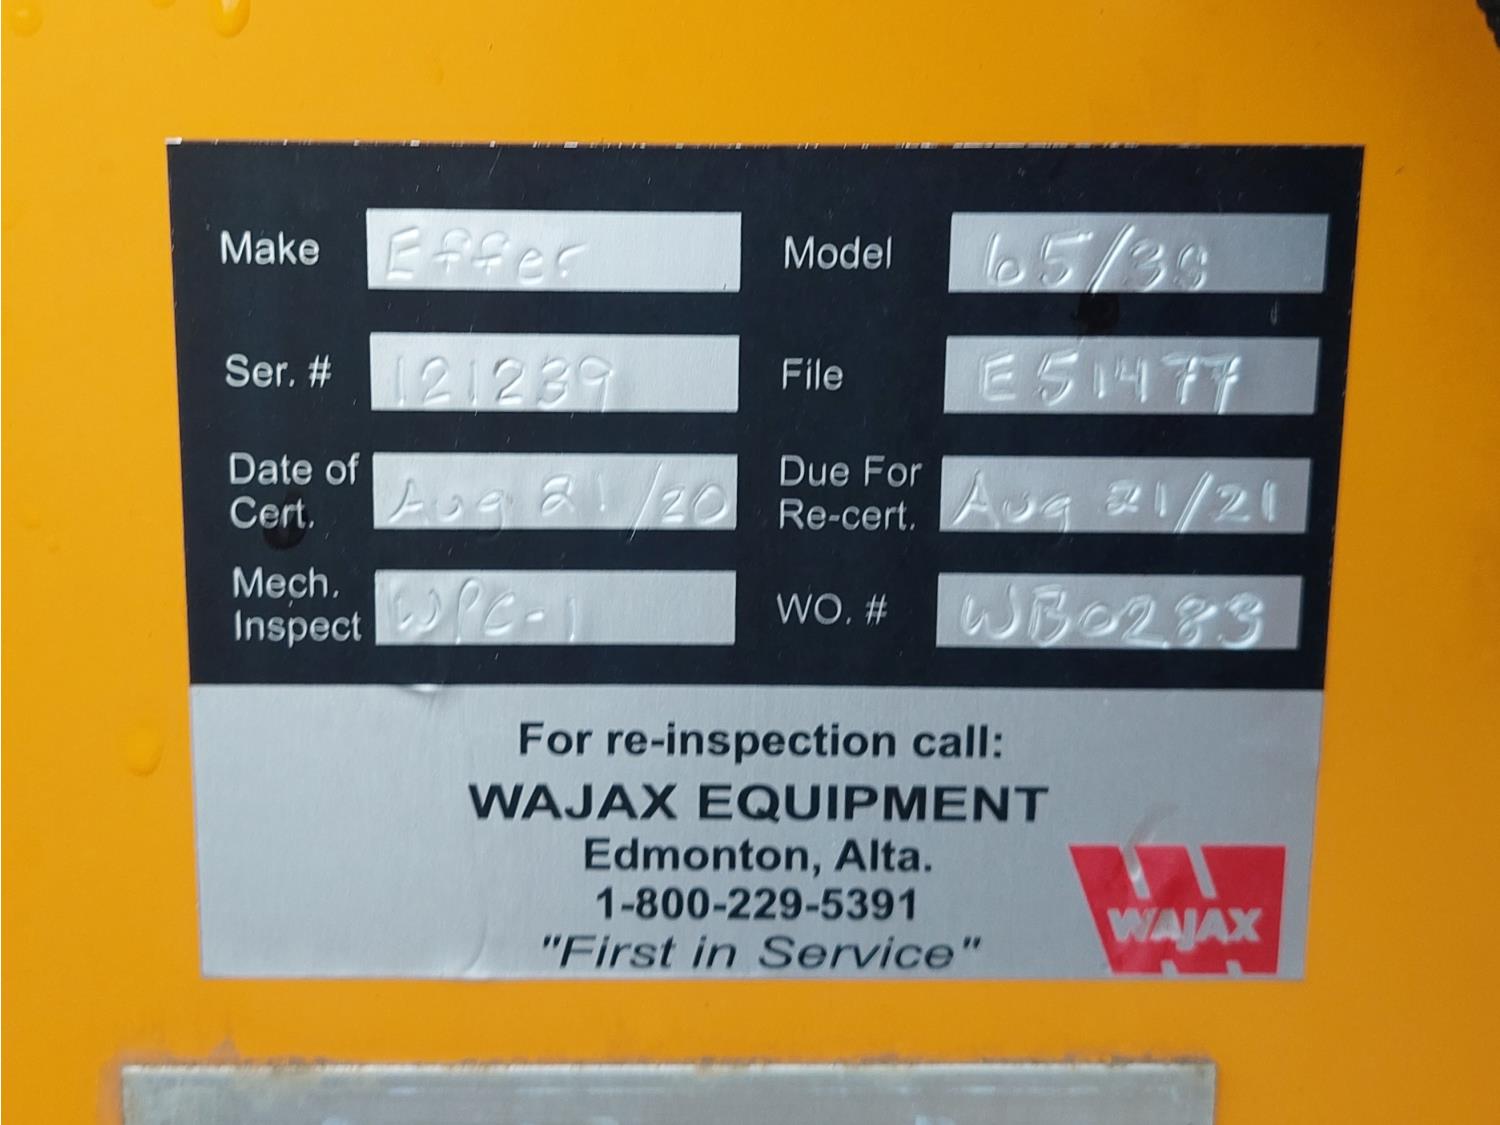 Make Effer Model 65/3S
Ser. # 121239 File E51477
Date of Cert. Aug 21/20 Due For Re-cert. Aug 21/21
Mech. Inspect WPC-1 WO. # WB0283
For re-inspection call:
WAJAX EQUIPMENT
Edmonton, Alta.
1-800-229-5391
"First in Service"
WAJAX